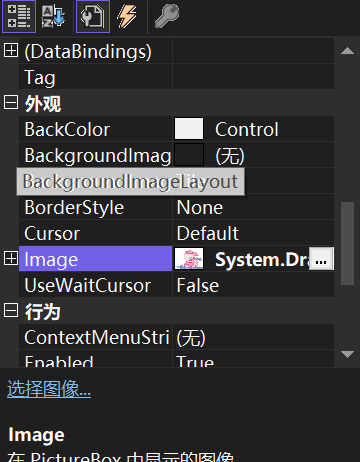 (DataBindings)
Tag
外观
BackColor Control
BackgroundImag (无)
BackgroundImageLayout
BorderStyle None
Cursor Default
Image System.Dra ...
UseWaitCursor False
行为
ContextMenuStri (无)
Enabled True
选择图像...
Image
在 PictureBox 中显示的图像